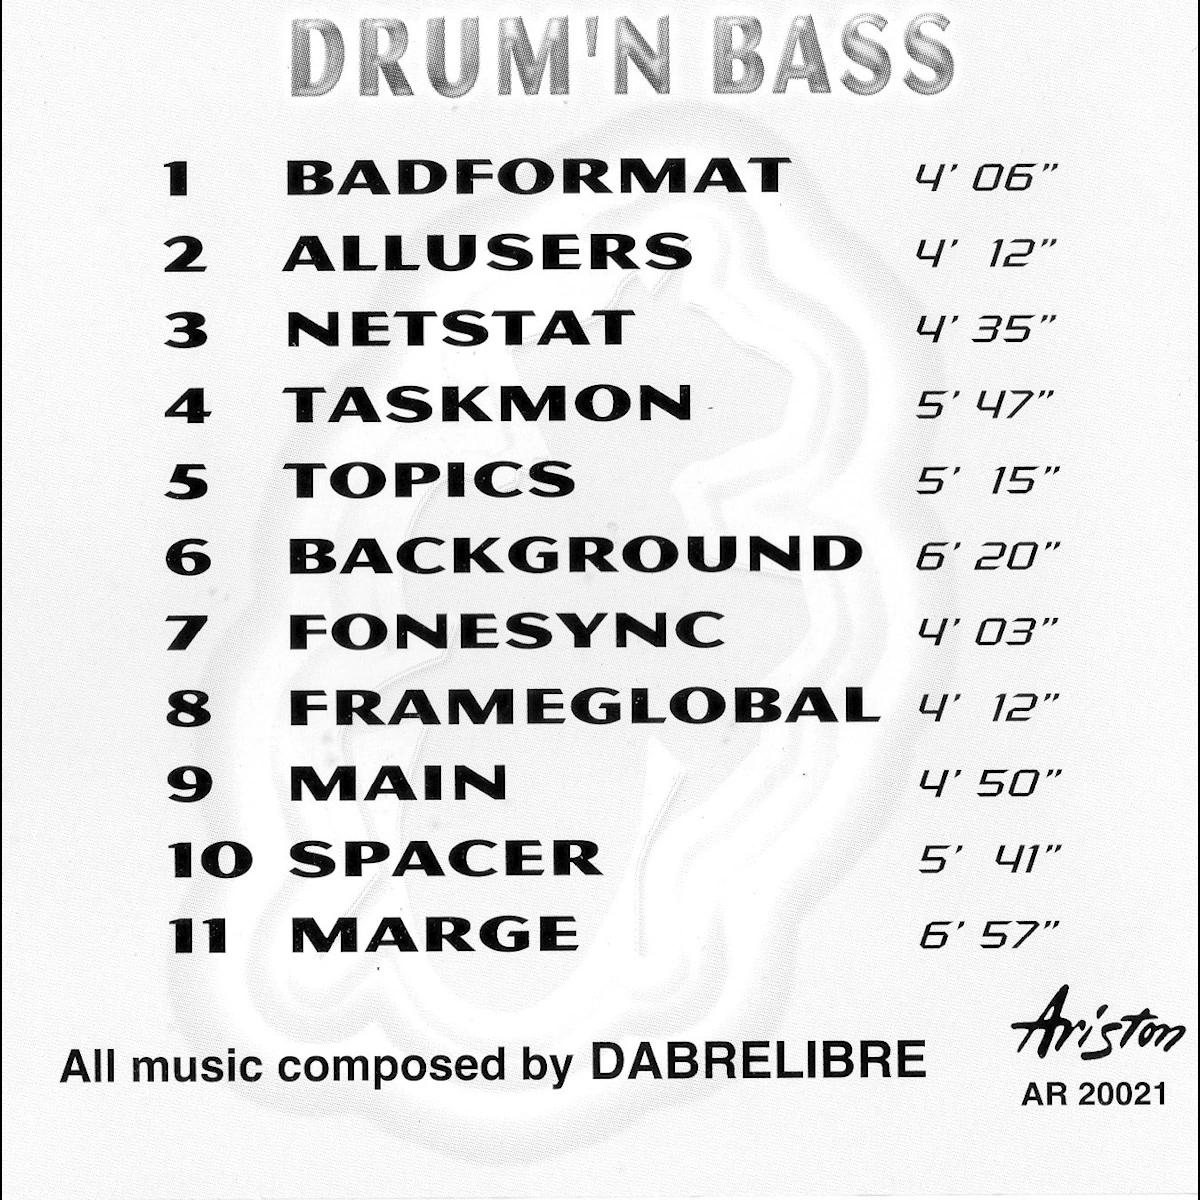 DRUM'N BASS
1 BADFORMAT 4' 06"
2 ALLUSERS 4' 12"
3 NETSTAT 4' 35"
4 TASKMON 5' 47"
5 TOPICS 5' 15"
6 BACKGROUND 6' 20"
7 FONESYNC 4' 03"
8 FRAMEGLOBAL 4' 12"
9 MAIN 4' 50"
10 SPACER 5' 41"
11 MARGE 6' 57"
Ariston
All music composed by DABRELIBRE
AR 20021